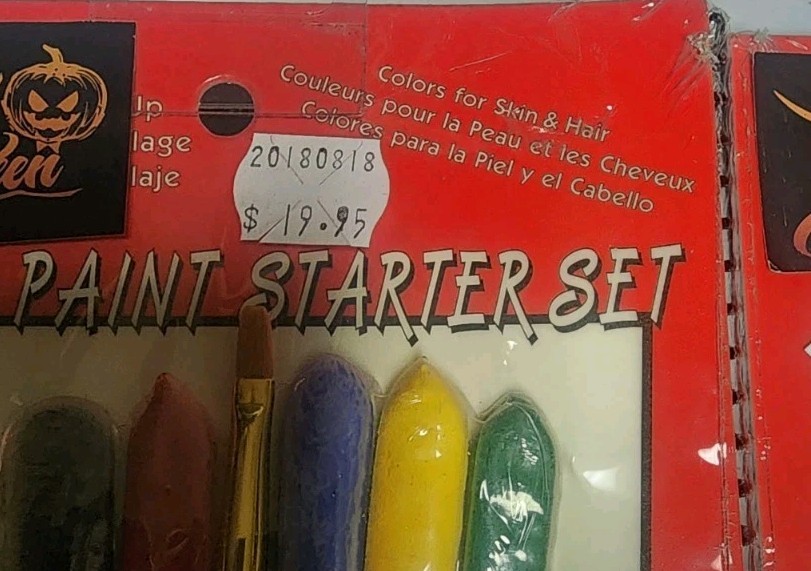 een
up
lage
laje
Colors for Skin & Hair
Couleurs pour la Peau et les Cheveux
Colores para la Piel y el Cabello
20180818
$ 19.95
PAINT STARTER SET